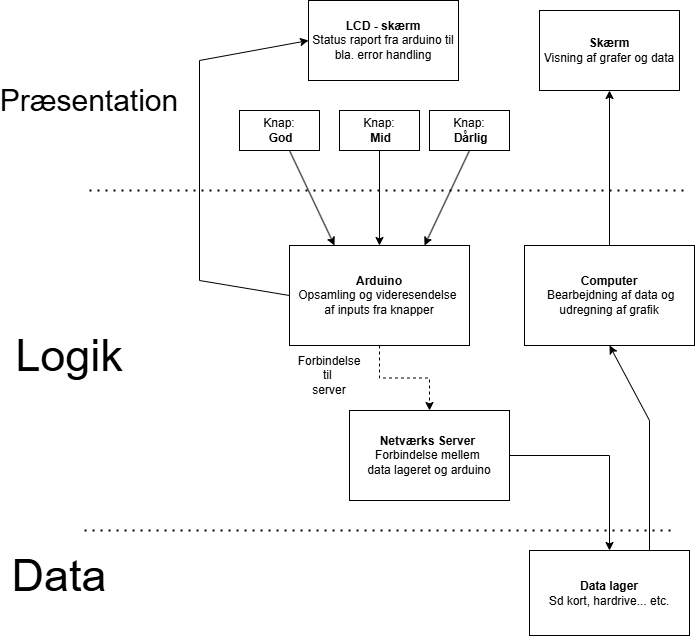 LCD - skærm
Status raport fra arduino til
bla. error handling
Skærm
Visning af grafer og data
Præsentation
Knap:
God
Knap:
Mid
Knap:
Dårlig
Arduino
Opsamling og videresendelse
af inputs fra knapper
Computer
Bearbejdning af data og
udregning af grafik
Logik
Forbindelse
til
server
Netværks Server
Forbindelse mellem
data lageret og arduino
Data
Data lager
Sd kort, hardrive... etc.